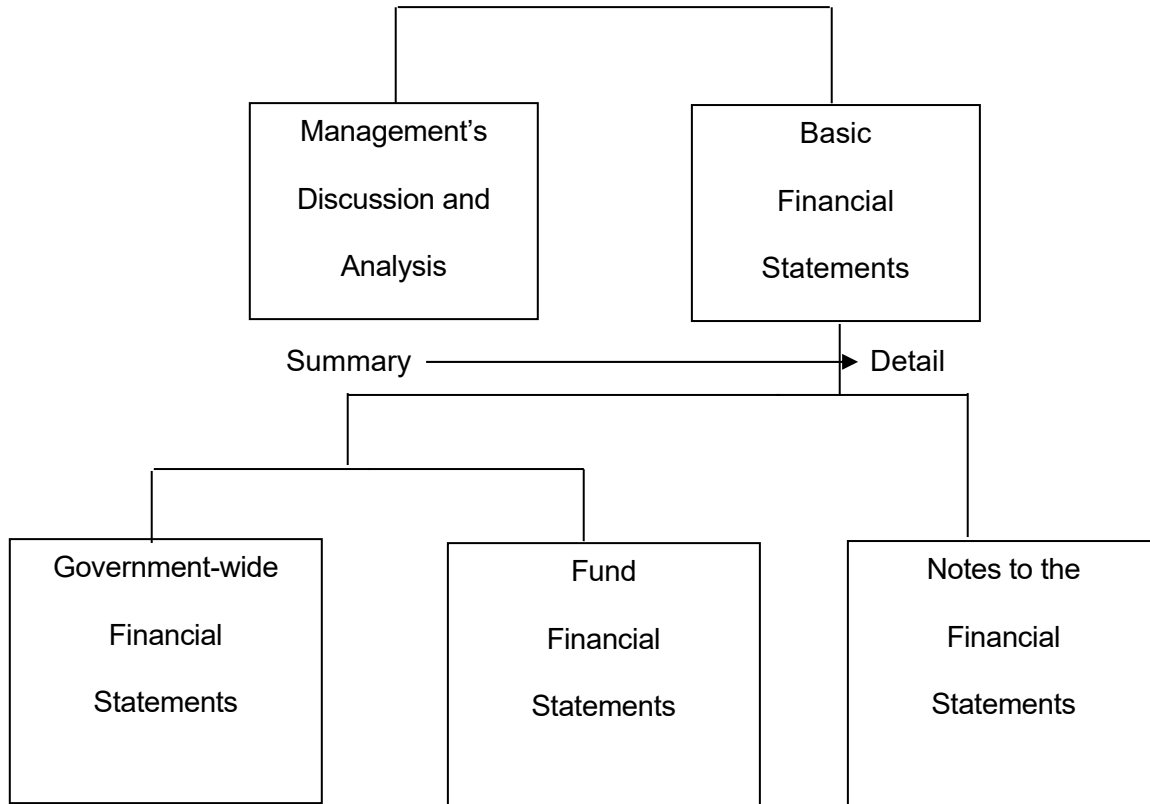 Management’s
Discussion and
Analysis
Basic
Financial
Statements
Summary
Detail
Government-wide
Financial
Statements
Fund
Financial
Statements
Notes to the
Financial
Statements